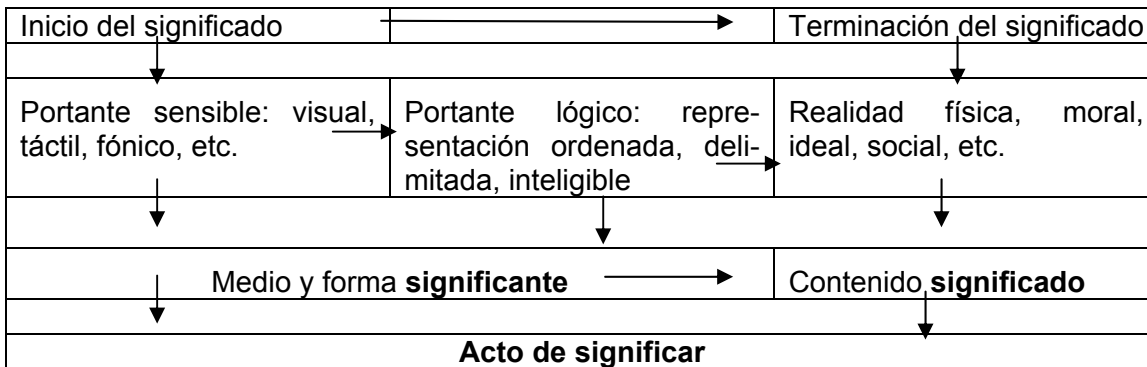 Inicio del significado
Terminación del significado
Portante sensible: visual,
táctil, fónico, etc.
Portante lógico: repre-
sentación ordenada, deli-
mitada, inteligible
Realidad física, moral,
ideal, social, etc.
Medio y forma significante
Contenido significado
Acto de significar